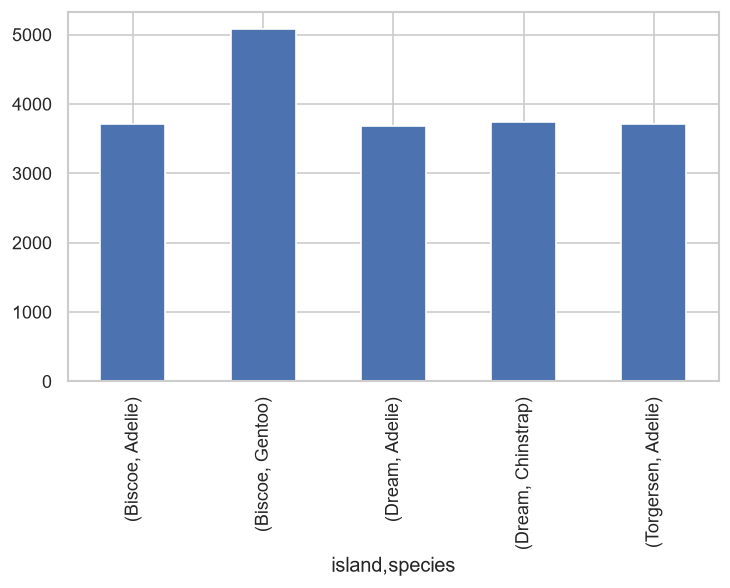 5000
4000
3000
2000
1000
0
(Biscoe, Adelie)
(Biscoe, Gentoo)
(Dream, Adelie)
(Dream, Chinstrap)
(Torgersen, Adelie)
island,species